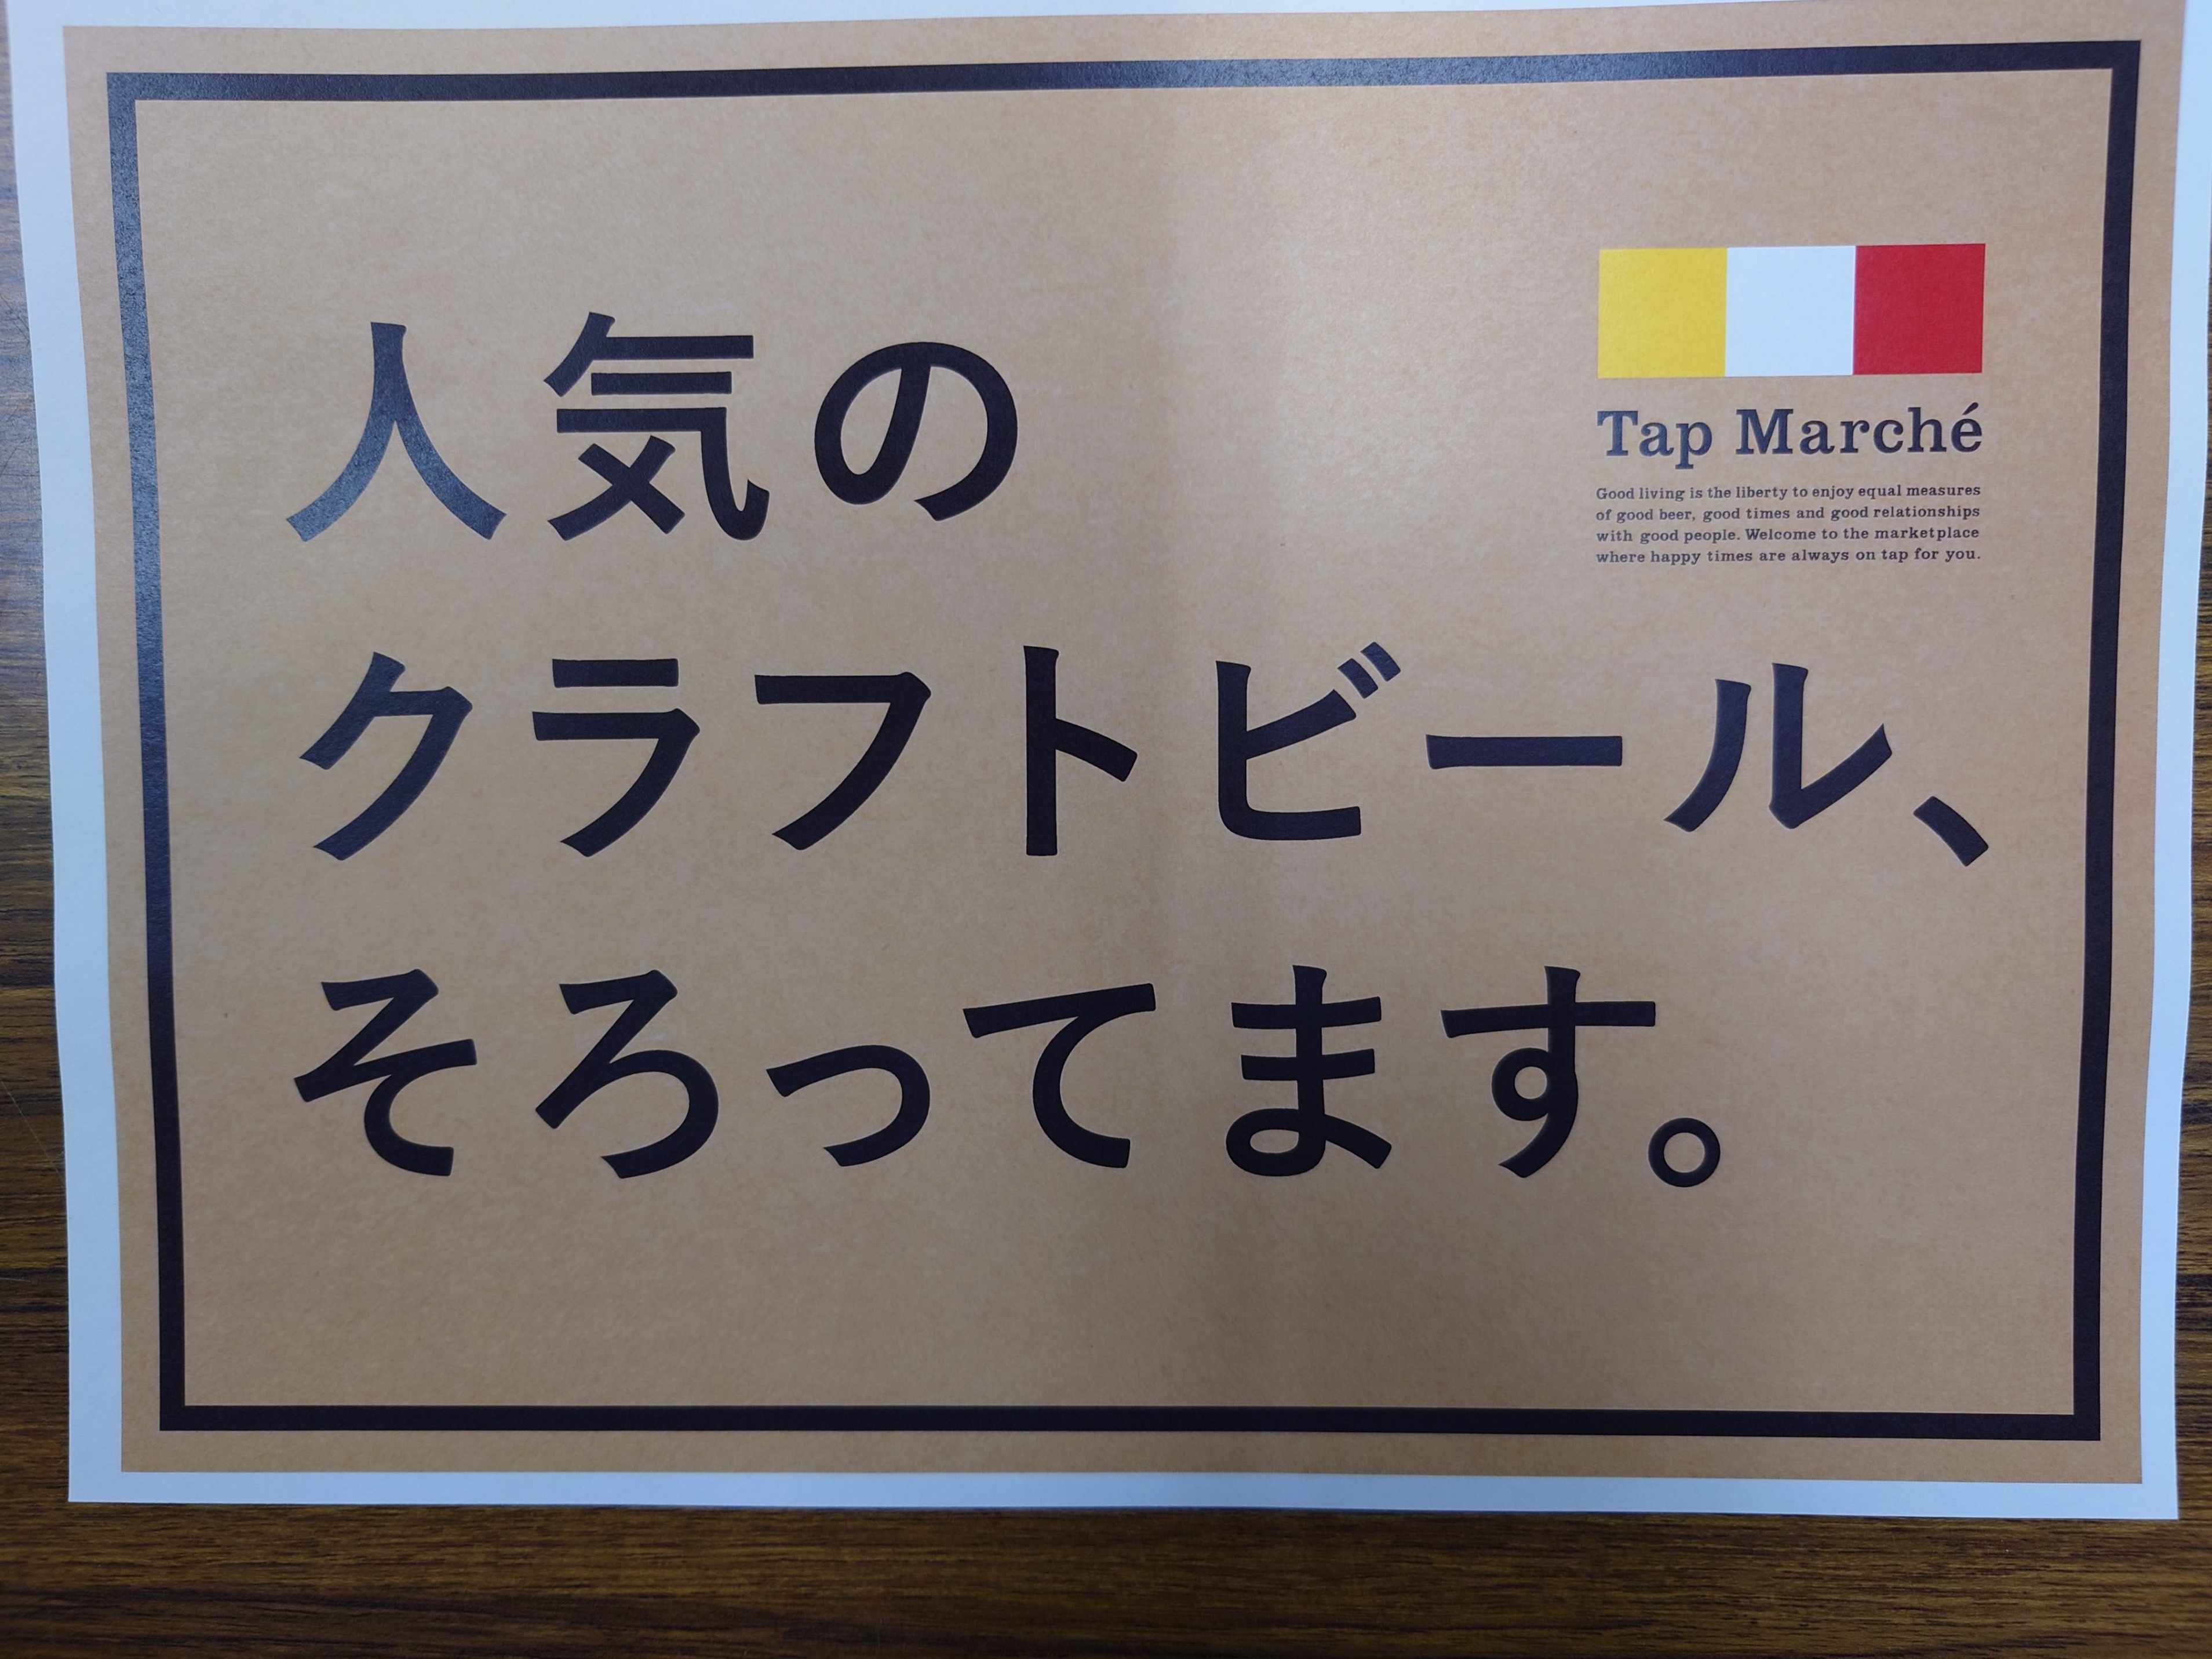 人気の
クラフトビール、
そろってます。
Tap Marché
Good living is the liberty to enjoy equal measures
of good beer, good times and good relationships
with good people. Welcome to the marketplace
where happy times are always on tap for you.